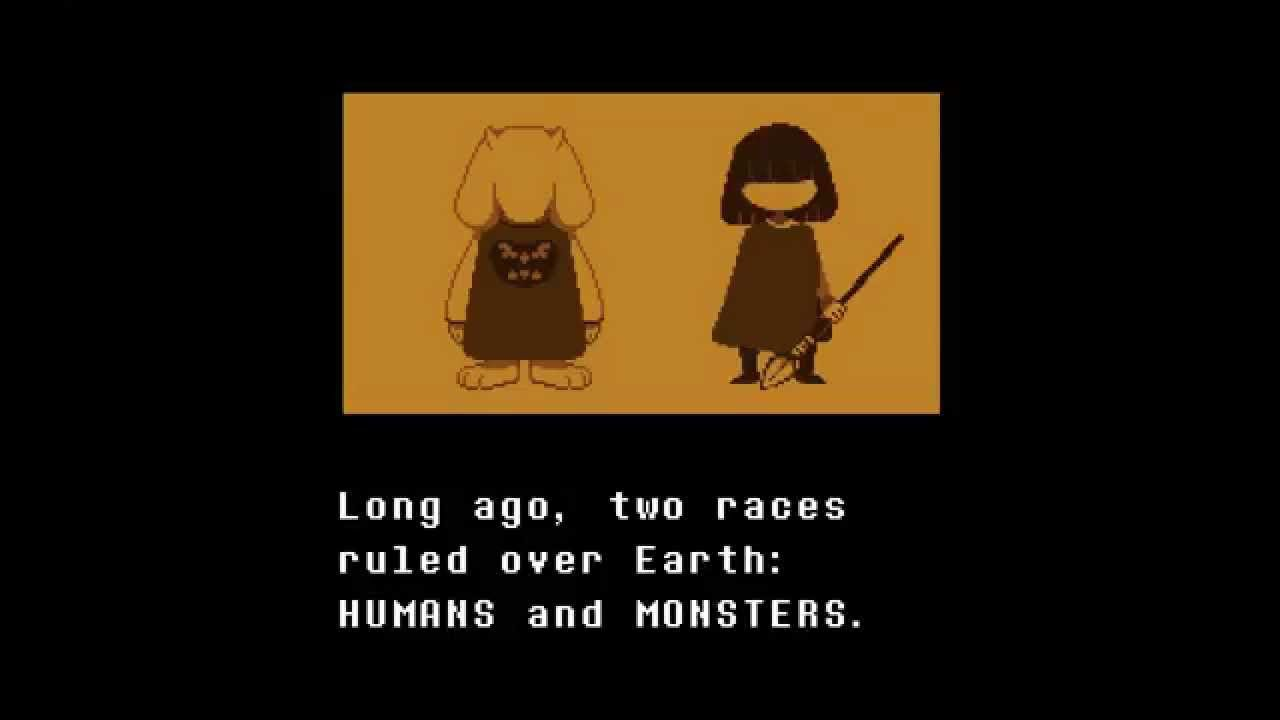 Long ago, two races
ruled over Earth:
HUMANS and MONSTERS.